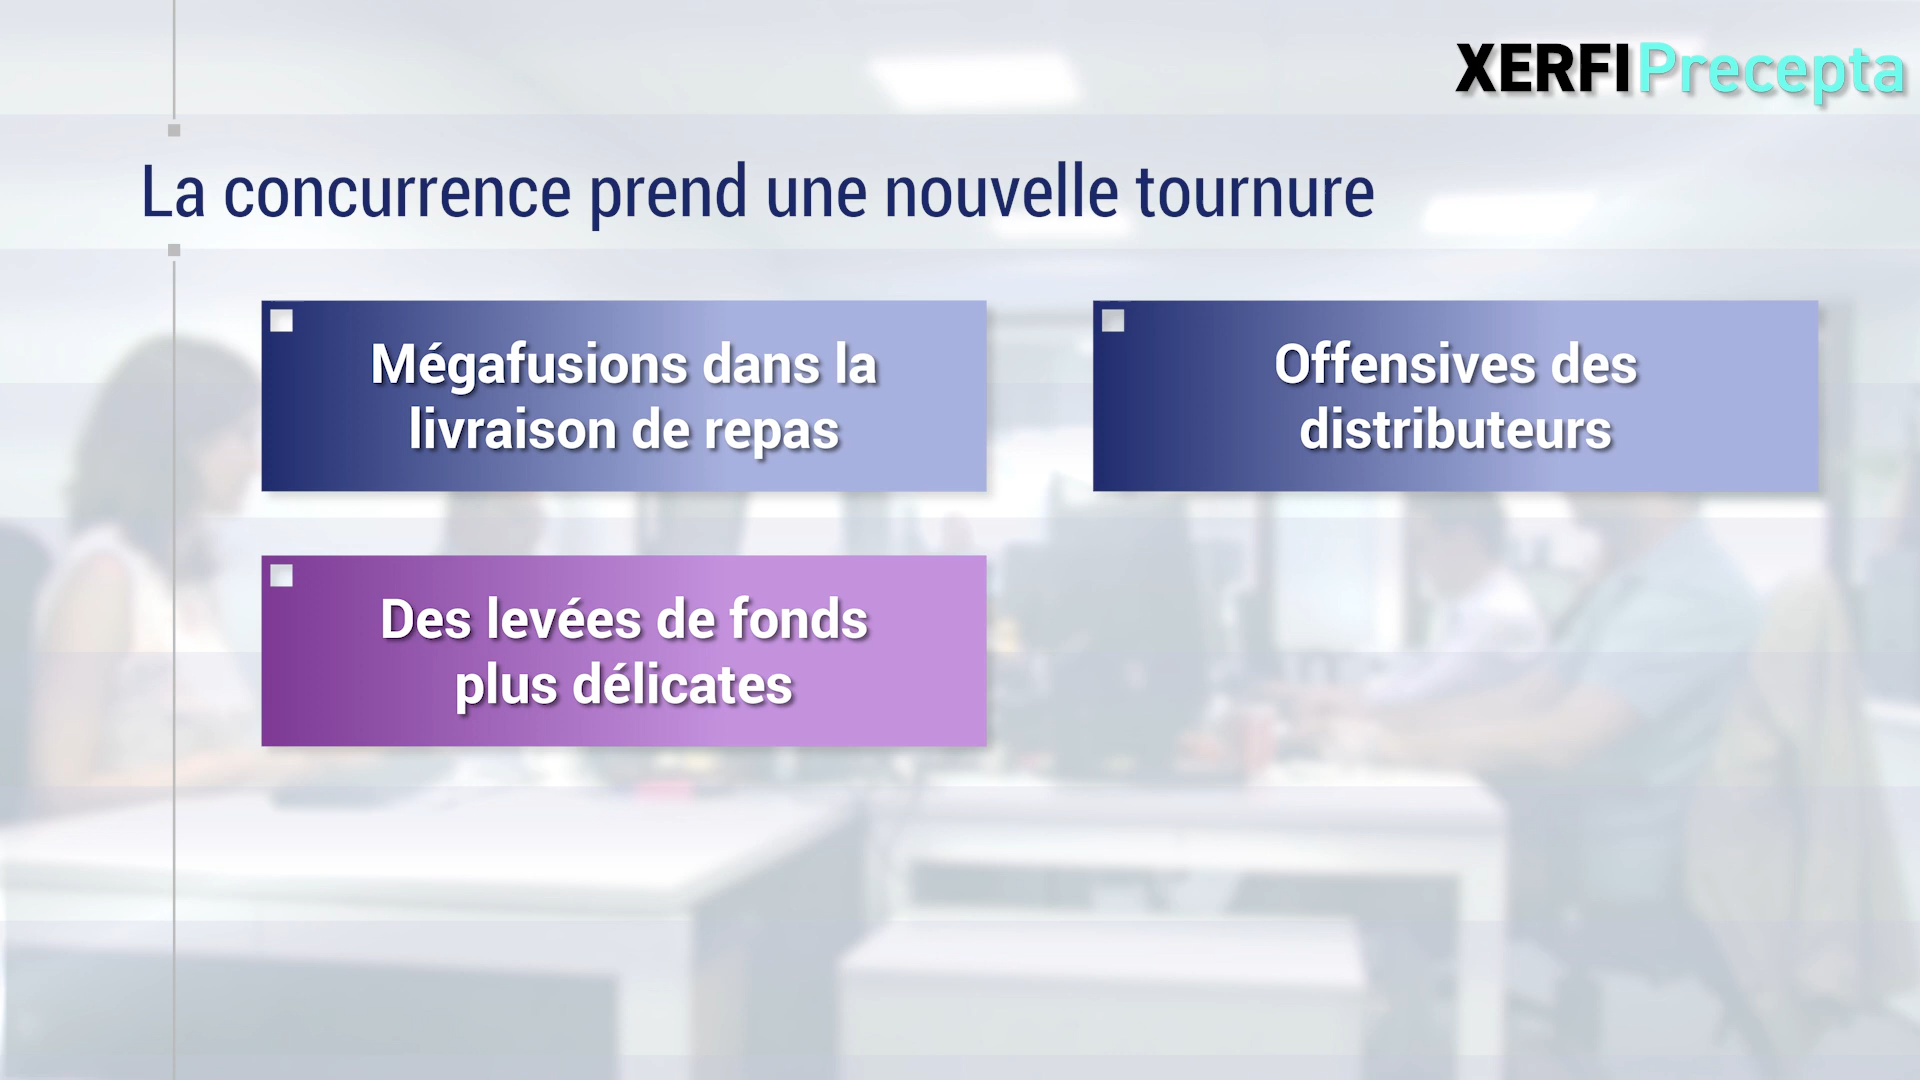 XERFI Precepta
La concurrence prend une nouvelle tournure
Mégafusions dans la
livraison de repas
Offensives des
distributeurs
Des levées de fonds
plus délicates